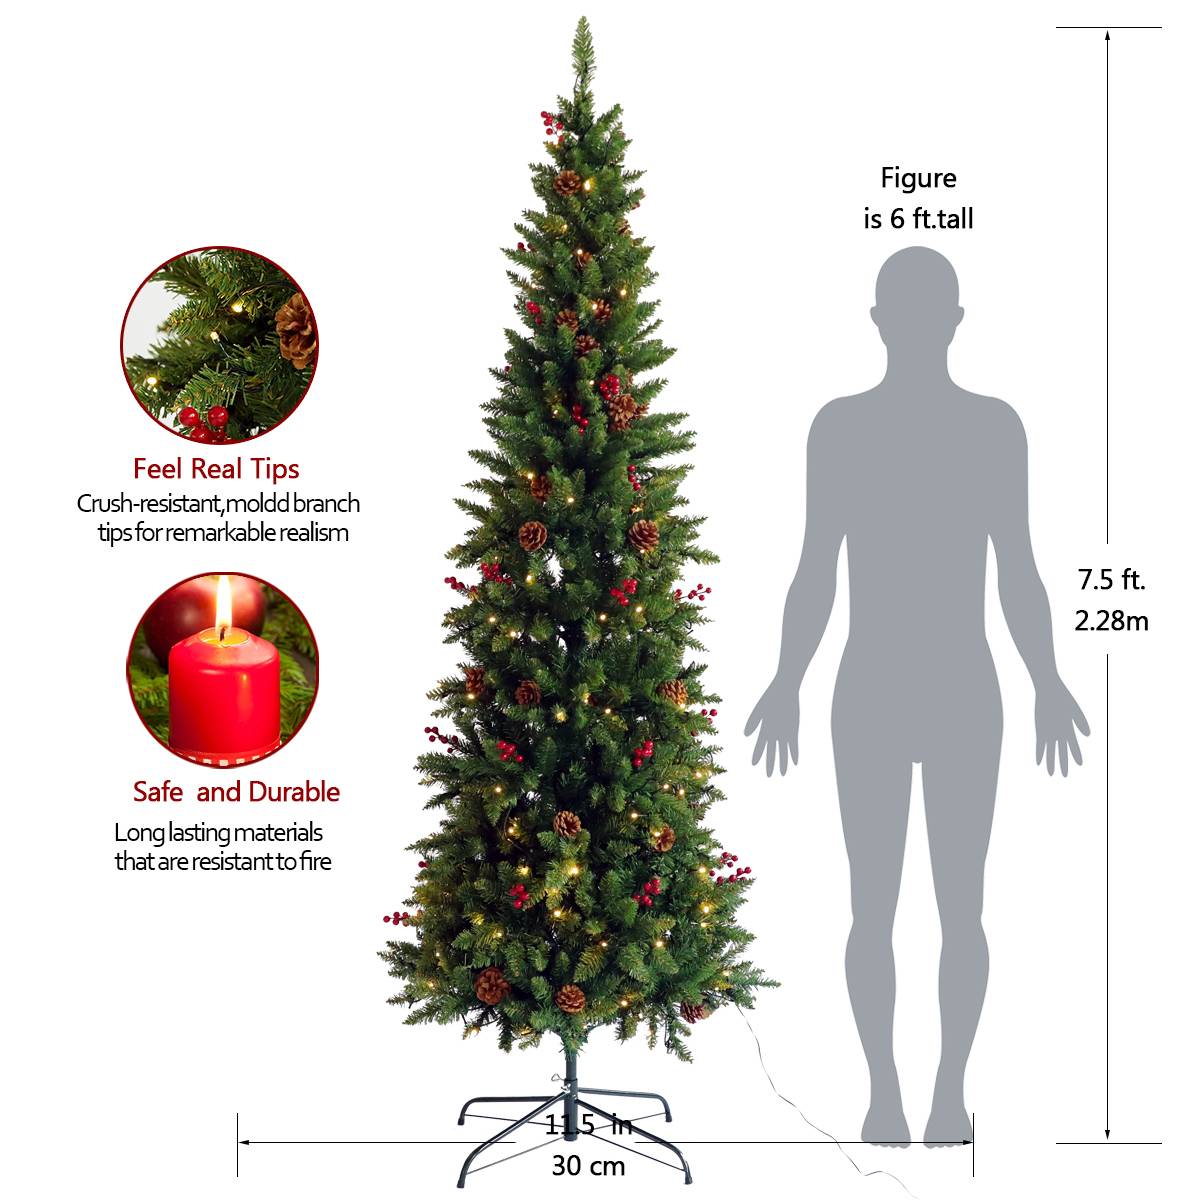 Figure
is 6 ft.tall
Feel Real Tips
Crush-resistant,moldd branch
tips for remarkable realism
7.5 ft.
2.28m
Safe and Durable
Long lasting materials
that are resistant to fire
11.5 in
30 cm